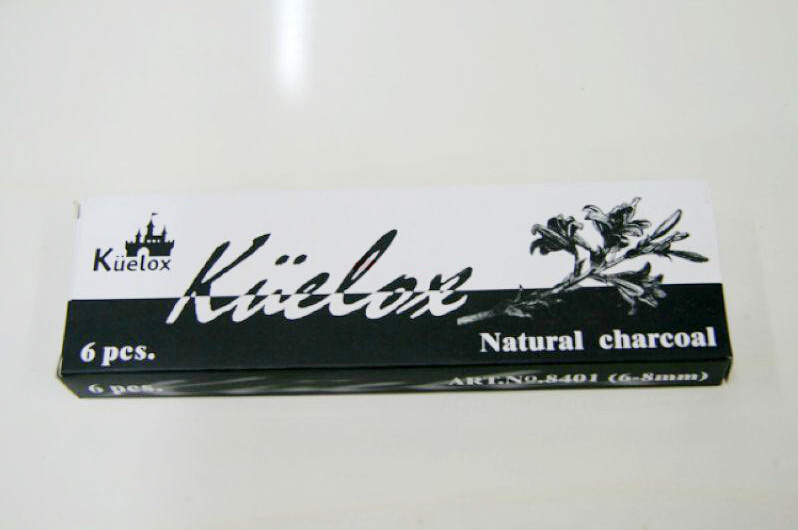 Küelox
Küelox
6 pcs.
Natural charcoal
6 pcs.
ART.No.8401 (6-8mm)